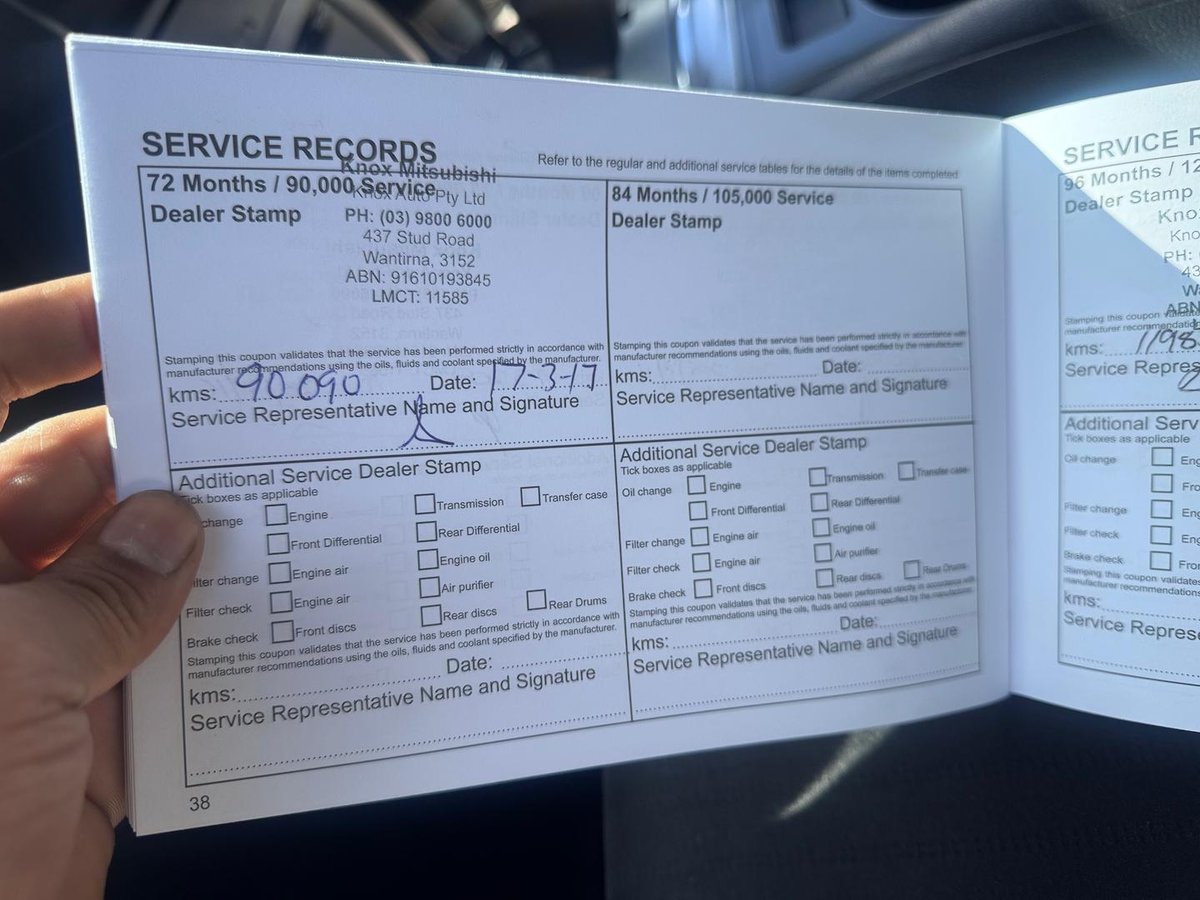 SERVICE RECORDS
Refer to the regular and additional service tables for the details of the items completed
Knox Mitsubishi
72 Months / 90,000 Service
Knox Auto Pty Ltd
Dealer Stamp
PH: (03) 9800 6000
437 Stud Road
Wantirna, 3152
ABN: 91610193845
LMCT: 11585
Stamping this coupon validates that the service has been performed strictly in accordance with
manufacturer recommendations using the oils, fluids and coolant specified by the manufacturer.
kms: 90 090 Date: 17-3-17
Service Representative Name and Signature
Additional Service Dealer Stamp
Tick boxes as applicable
change Engine Transmission Transfer case
Front Differential Rear Differential
ilter change Engine air Engine oil
Filter check Engine air Air purifier
Brake check Front discs Rear discs Rear Drums
Stamping this coupon validates that the service has been performed strictly in accordance with
manufacturer recommendations using the oils, fluids and coolant specified by the manufacturer.
kms: Date:
Service Representative Name and Signature
38
84 Months / 105,000 Service
Dealer Stamp
Stamping this coupon validates that the service has been performed strictly in accordance with
manufacturer recommendations using the oils, fluids and coolant specified by the manufacturer.
kms: Date:
Service Representative Name and Signature
Additional Service Dealer Stamp
Tick boxes as applicable
Oil change Engine Transmission Transfer case
Front Differential Rear Differential
Filter change Engine air Engine oil
Filter check Engine air Air purifier
Brake check Front discs Rear discs Rear Drums
Stamping this coupon validates that the service has been performed strictly in accordance with
manufacturer recommendations using the oils, fluids and coolant specified by the manufacturer.
kms: Date:
Service Representative Name and Signature
SERVICE R
96 Months / 12
Dealer Stamp
Kno
Kno
PH:
43
W
ABN
Stamping this coupon
manufacturer
kms: 1198
Service Repres
Additional Serv
Tick boxes as applicable
Oil change Eng
Fro
Filter change Eng
Filter check Eng
Brake check Fron
Stamping this coupon validates
manufacturer recommendations
kms:
Service Represe